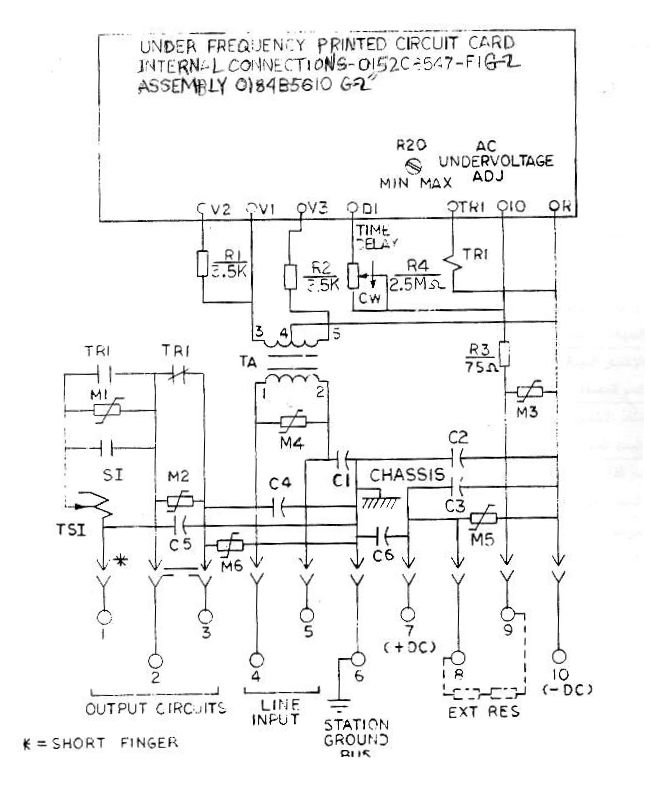 UNDER FREQUENCY PRINTED CIRCUIT CARD
INTERNAL CONNECTIONS-0152C8547-FIG-2
ASSEMBLY 0184B5610 G-2"
R20 AC
UNDERVOLTAGE
MIN MAX ADJ
V2 V1 V3 D1 TR1 10 R
TIME
DELAY
R1
3.5K
R2
3.5K
CW
R4
2.5MΩ
TR1
3 4 5
TA
1 2
R3
75Ω
TR1 TR1
M1
M3
M4
SI
C2
C1
CHASSIS
M2
C4
C3
TSI
C5
M6
C6
M5
*
1 3 5 7 9
(+DC)
2 4 6 8 10
(-DC)
OUTPUT CIRCUITS
LINE
INPUT
STATION
GROUND
BUS
EXT RES
* = SHORT FINGER